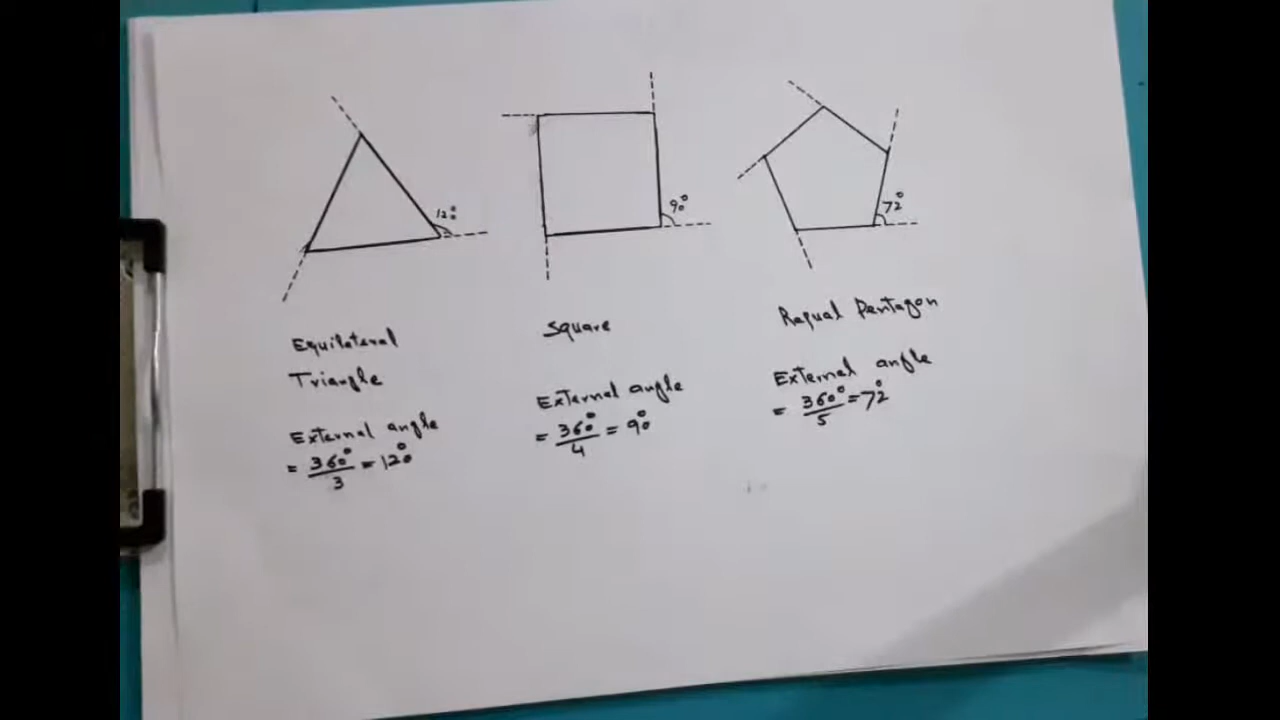 120°
90°
72°
Equilateral
Triangle
External angle
= 360°/3 = 120°
Square
External angle
= 360°/4 = 90°
Requal Pentagon
External angle
= 360°/5 = 72°